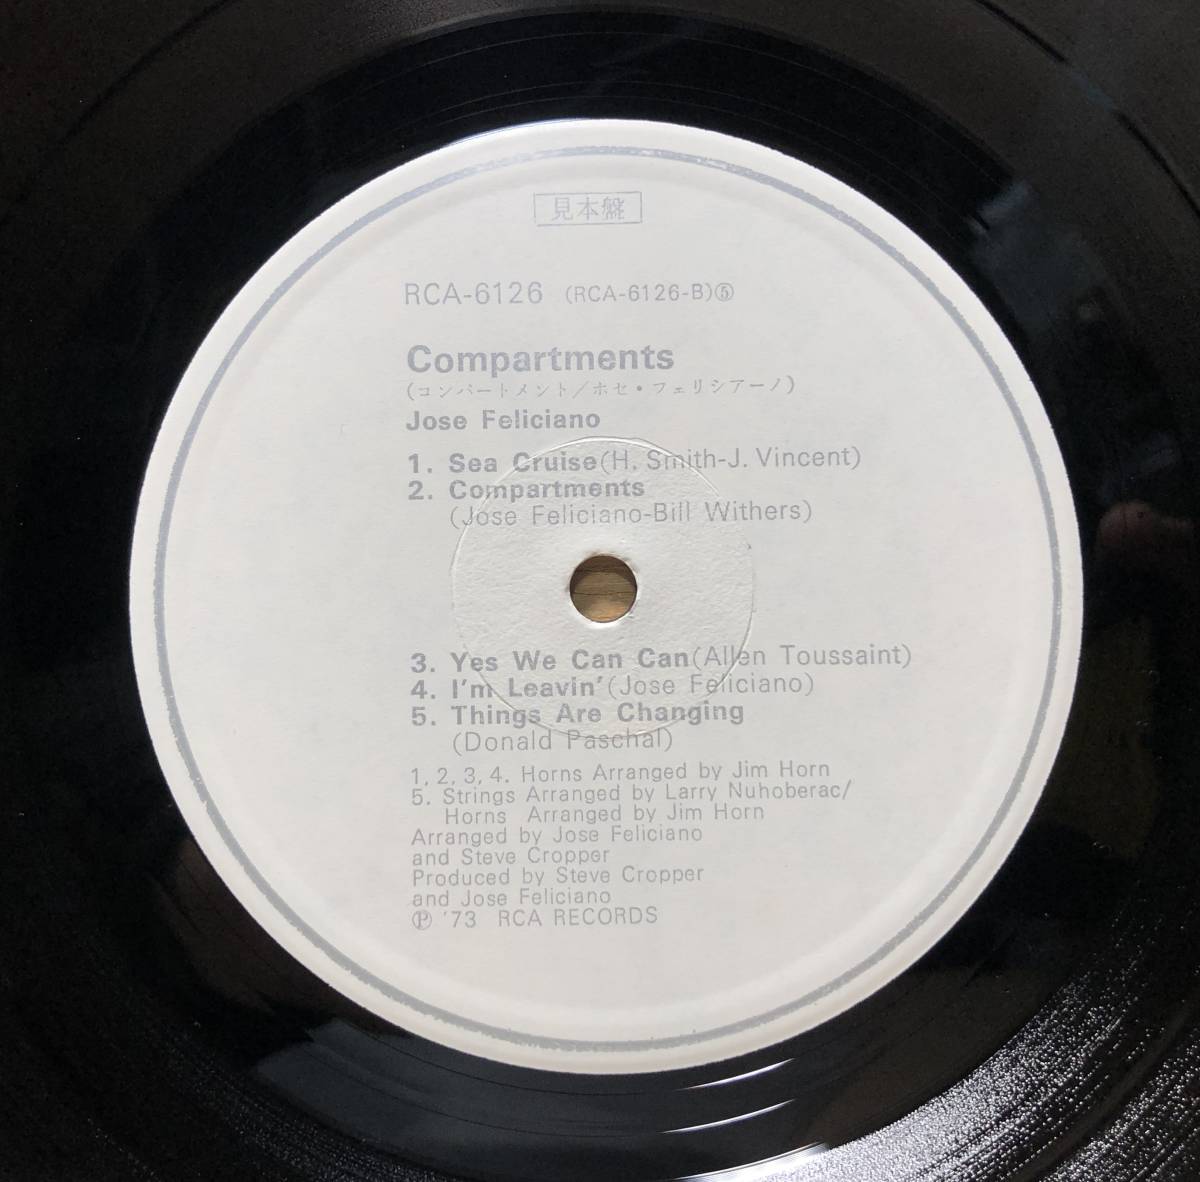 見本盤
RCA-6126 (RCA-6126-B)⑤
Compartments
(コンパートメント/ホセ・フェリシアーノ)
Jose Feliciano
1. Sea Cruise(H. Smith-J. Vincent)
2. Compartments
(Jose Feliciano-Bill Withers)
3. Yes We Can Can(Allen Toussaint)
4. I'm Leavin'(Jose Feliciano)
5. Things Are Changing
(Donald Paschal)
1, 2, 3, 4. Horns Arranged by Jim Horn
5. Strings Arranged by Larry Nuhoberac/
Horns Arranged by Jim Horn
Arranged by Jose Feliciano
and Steve Cropper
Produced by Steve Cropper
and Jose Feliciano
Ⓟ '73 RCA RECORDS